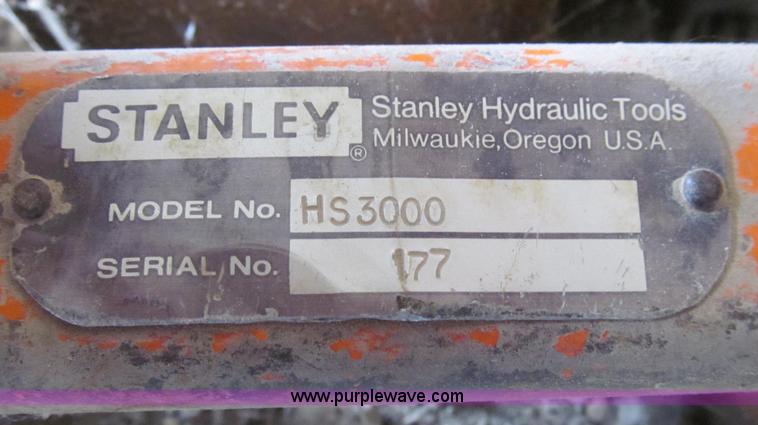 STANLEY®
Stanley Hydraulic Tools
Milwaukie, Oregon U.S.A.
MODEL No. HS3000
SERIAL No. 177
www.purplewave.com